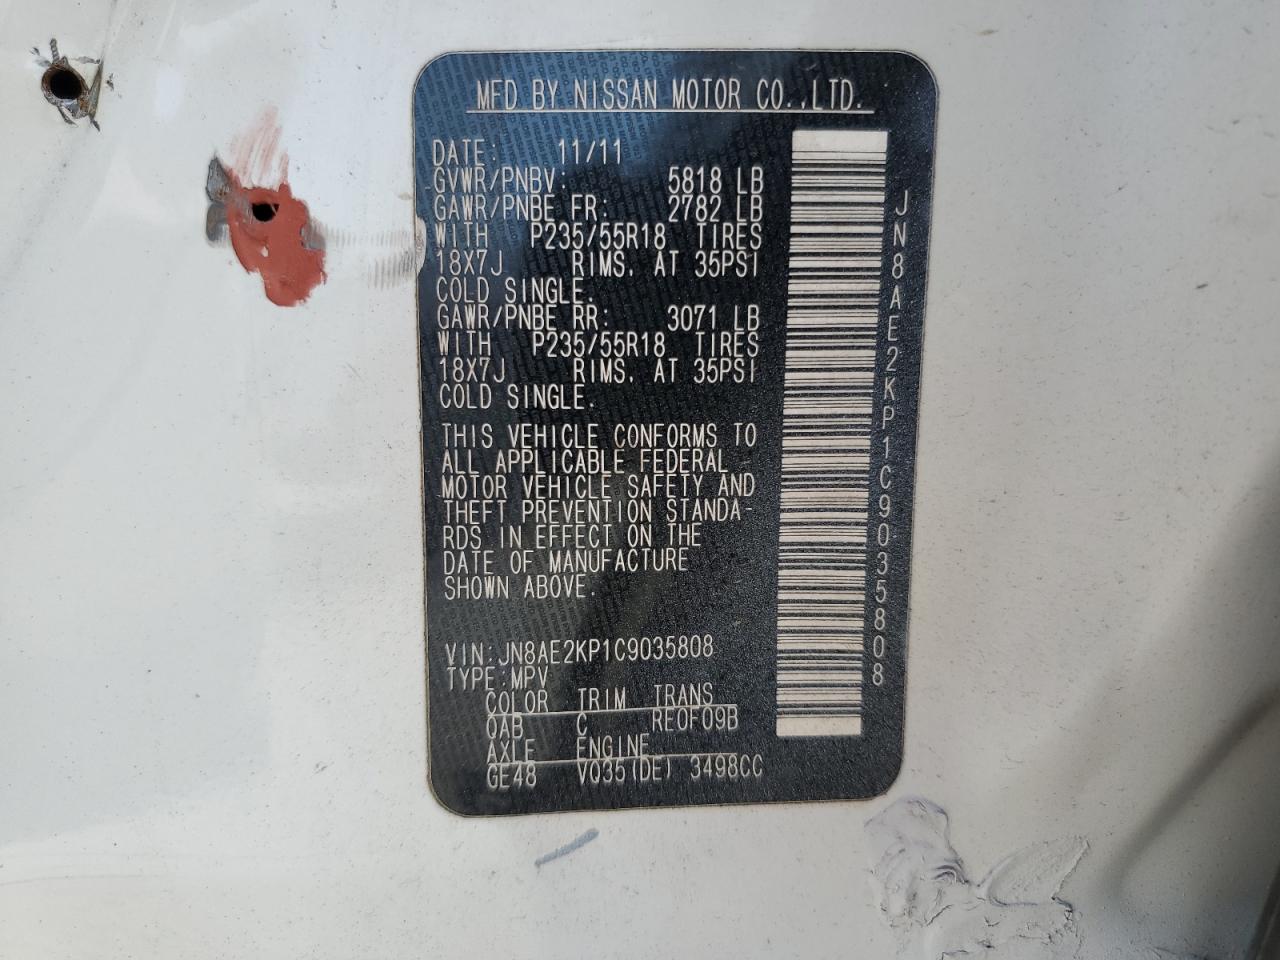 MFD BY NISSAN MOTOR CO.,LTD.
DATE: 11/11
GVWR/PNBV: 5818 LB
GAWR/PNBE FR: 2782 LB
WITH P235/55R18 TIRES
18X7J RIMS. AT 35PSI
COLD SINGLE.
GAWR/PNBE RR: 3071 LB
WITH P235/55R18 TIRES
18X7J RIMS. AT 35PSI
COLD SINGLE.
THIS VEHICLE CONFORMS TO
ALL APPLICABLE FEDERAL
MOTOR VEHICLE SAFETY AND
THEFT PREVENTION STANDA-
RDS IN EFFECT ON THE
DATE OF MANUFACTURE
SHOWN ABOVE.
VIN:JN8AE2KP1C9035808
TYPE:MPV
COLOR TRIM TRANS
QAB C RE0F09B
AXLE ENGINE
GE48 VQ35(DE) 3498CC
JN8AE2KP1C9035808